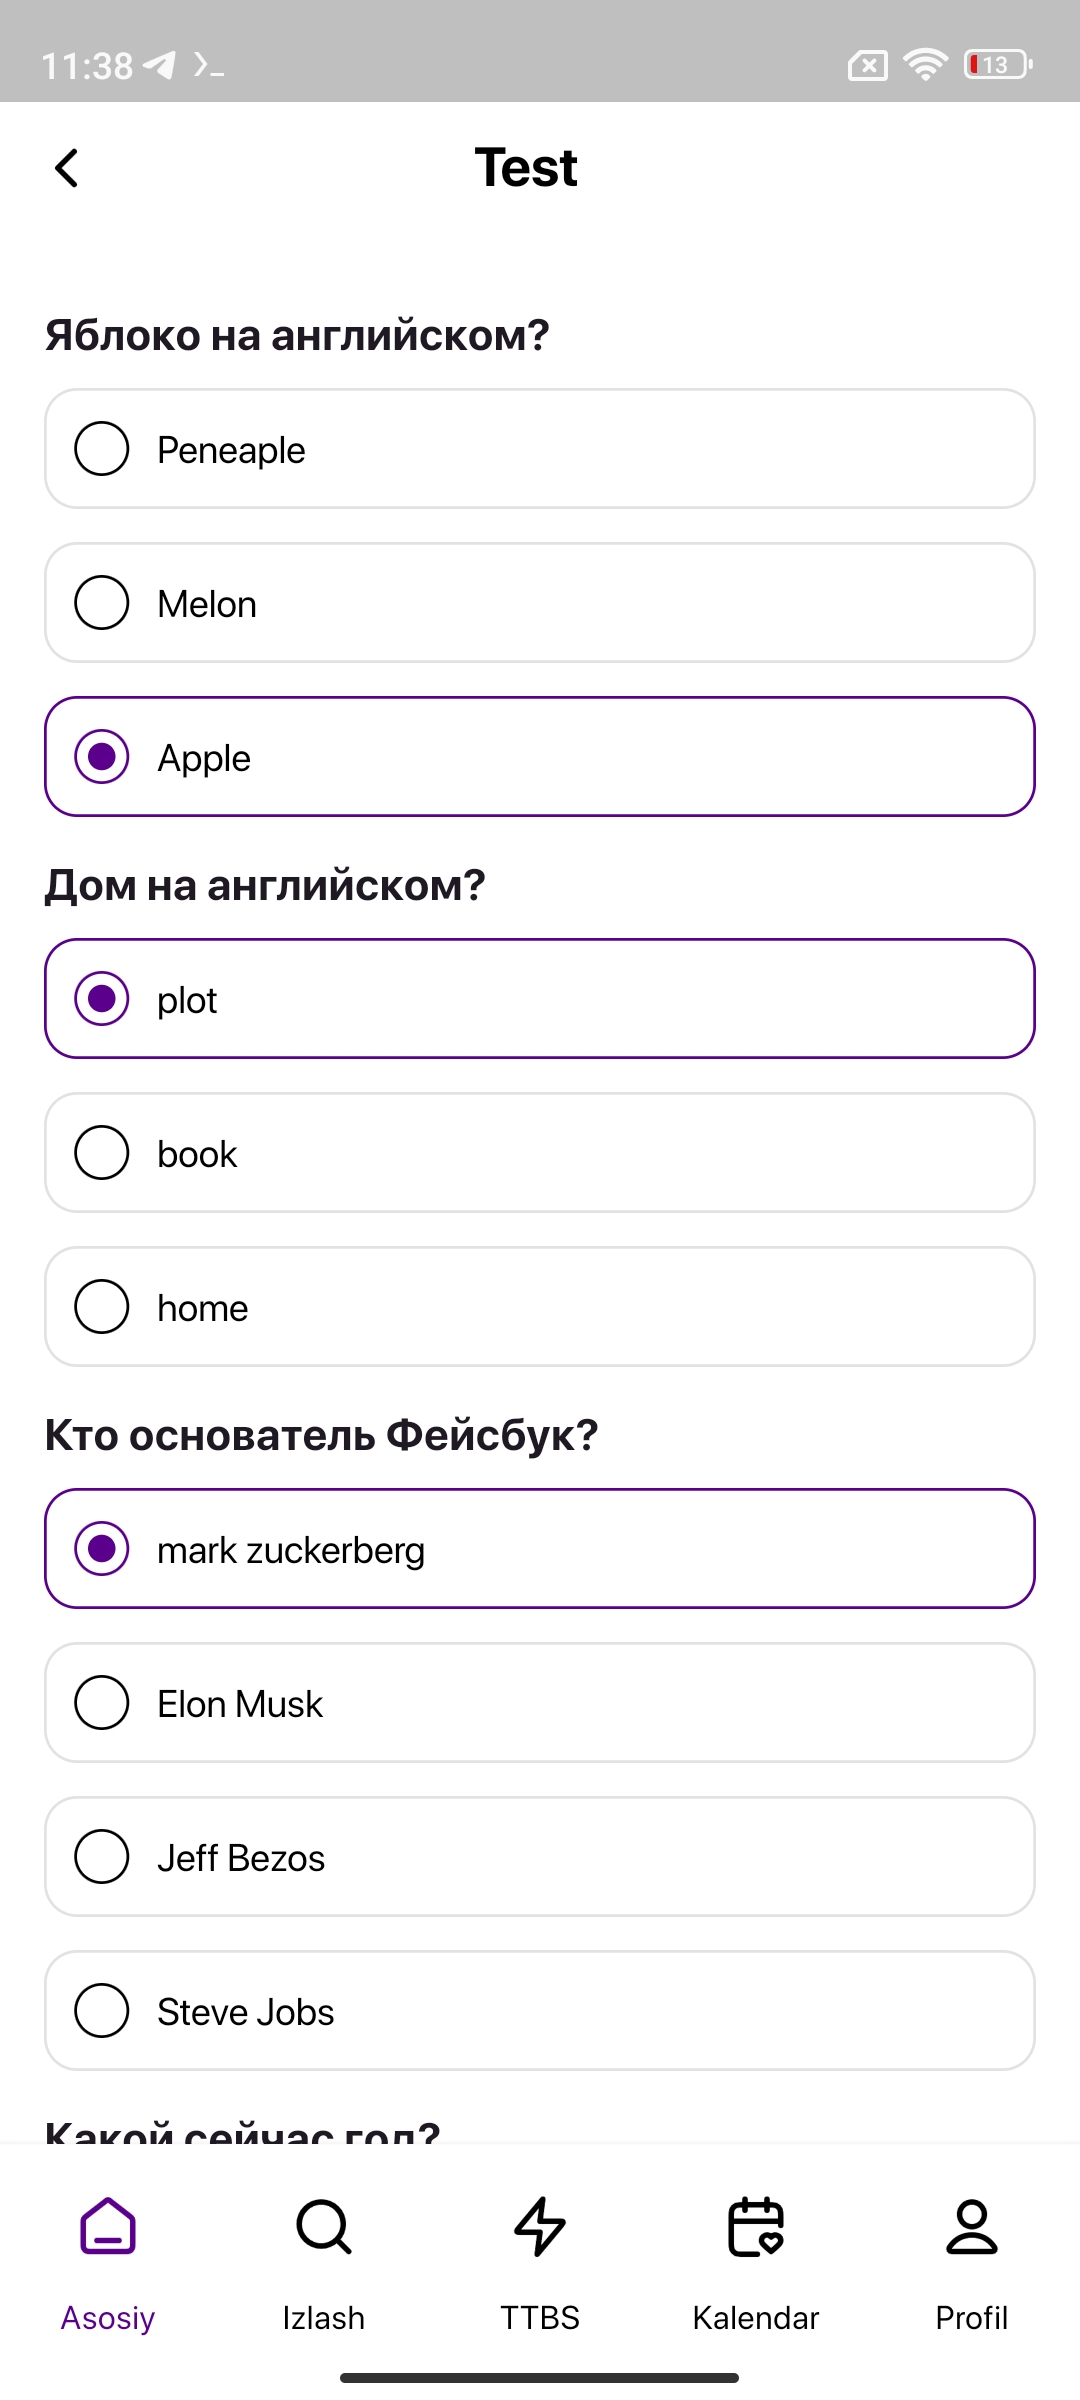 11:38
13
Test
Яблоко на английском?
Peneaple
Melon
Apple
Дом на английском?
plot
book
home
Кто основатель Фейсбук?
mark zuckerberg
Elon Musk
Jeff Bezos
Steve Jobs
Какой сейчас год?
Asosiy
Izlash
TTBS
Kalendar
Profil